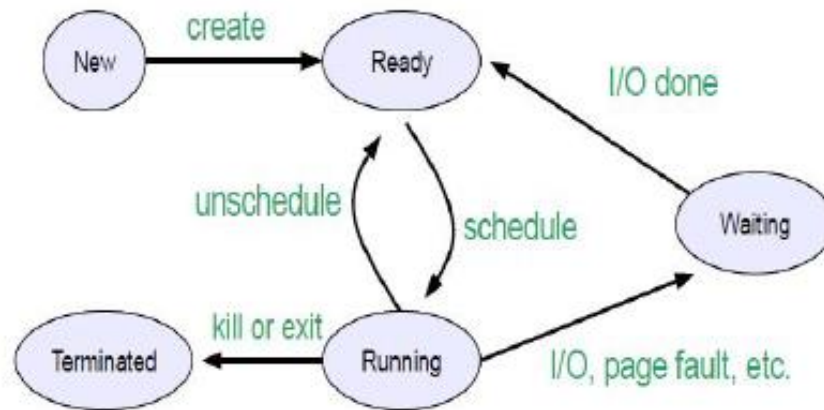 create
New
Ready
I/O done
unschedule
schedule
Waiting
kill or exit
Terminated
Running
I/O, page fault, etc.